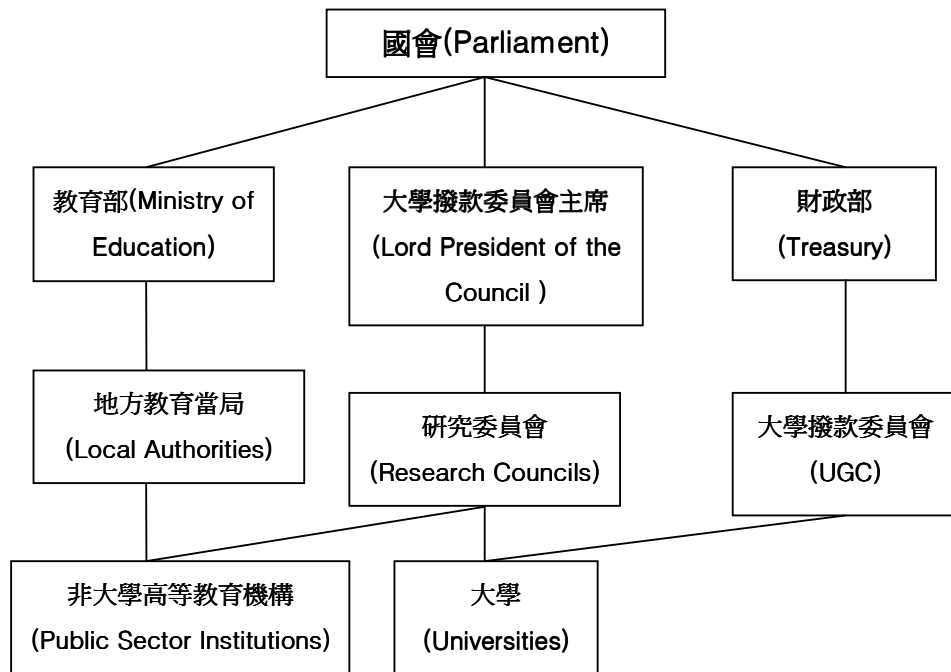 國會(Parliament)
教育部(Ministry of
Education)
大學撥款委員會主席
(Lord President of the
Council )
財政部
(Treasury)
地方教育當局
(Local Authorities)
研究委員會
(Research Councils)
大學撥款委員會
(UGC)
非大學高等教育機構
(Public Sector Institutions)
大學
(Universities)